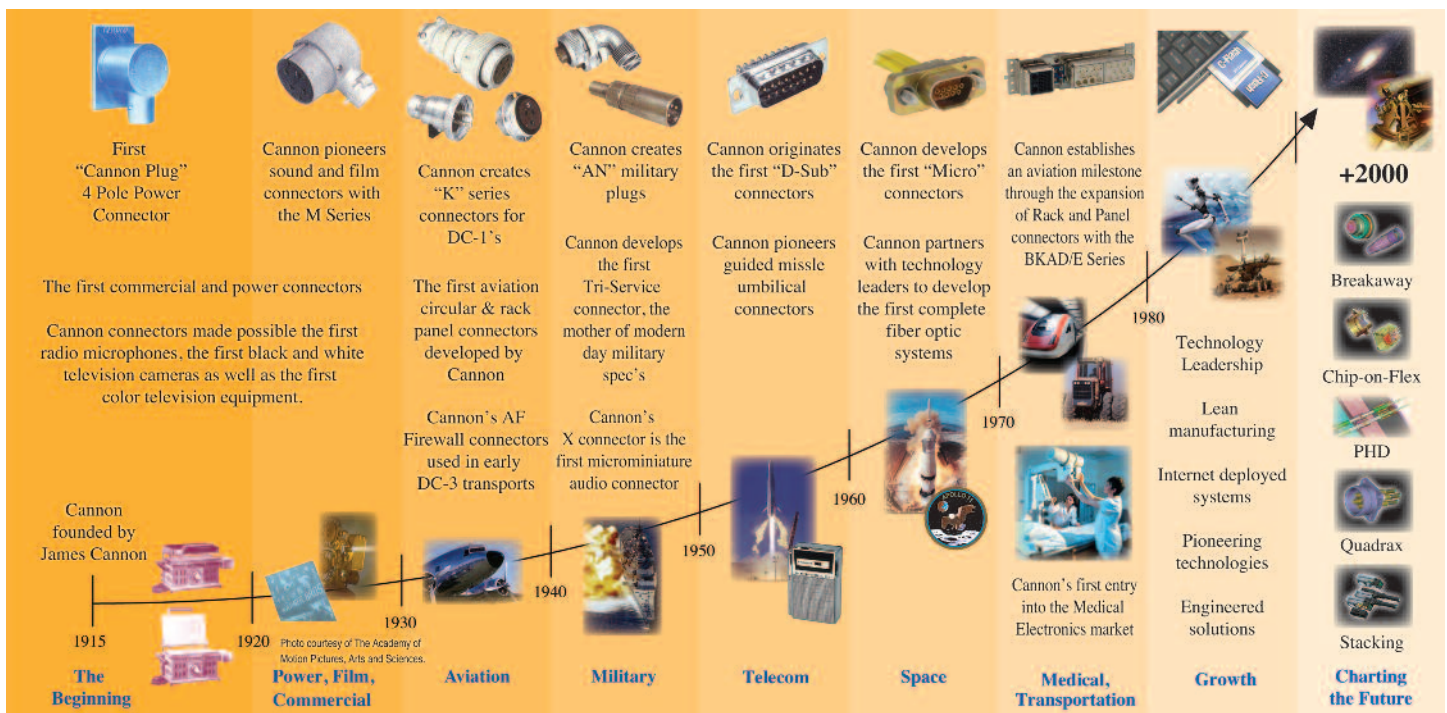 First
“Cannon Plug”
4 Pole Power
Connector
Cannon pioneers
sound and film
connectors with
the M Series
The first commercial and power connectors
Cannon connectors made possible the first
radio microphones, the first black and white
television cameras as well as the first
color television equipment.
Cannon creates
“K” series
connectors for
DC-1’s
The first aviation
circular & rack
panel connectors
developed by
Cannon
Cannon’s AF
Firewall connectors
used in early
DC-3 transports
Cannon creates
“AN” military
plugs
Cannon develops
the first
Tri-Service
connector, the
mother of modern
day military
spec’s
Cannon’s
X connector is the
first microminiature
audio connector
Cannon originates
the first “D-Sub”
connectors
Cannon pioneers
guided missle
umbilical
connectors
Cannon develops
the first “Micro”
connectors
Cannon partners
with technology
leaders to develop
the first complete
fiber optic
systems
APOLLO 11
Cannon establishes
an aviation milestone
through the expansion
of Rack and Panel
connectors with the
BKAD/E Series
Cannon’s first entry
into the Medical
Electronics market
Technology
Leadership
Lean
manufacturing
Internet deployed
systems
Pioneering
technologies
Engineered
solutions
+2000
Breakaway
Chip-on-Flex
PHD
Quadrax
Stacking
Cannon
founded by
James Cannon
1915
1920
1930
1940
1950
1960
1970
1980
Photo courtesy of The Academy of
Motion Pictures, Arts and Sciences.
The
Beginning
Power, Film,
Commercial
Aviation
Military
Telecom
Space
Medical,
Transportation
Growth
Charting
the Future